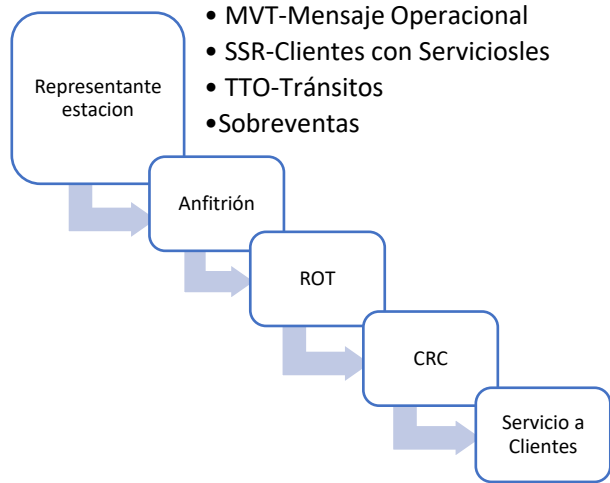 • MVT-Mensaje Operacional
• SSR-Clientes con Serviciosles
• TTO-Tránsitos
•Sobreventas
Representante
estacion
Anfitrión
ROT
CRC
Servicio a
Clientes